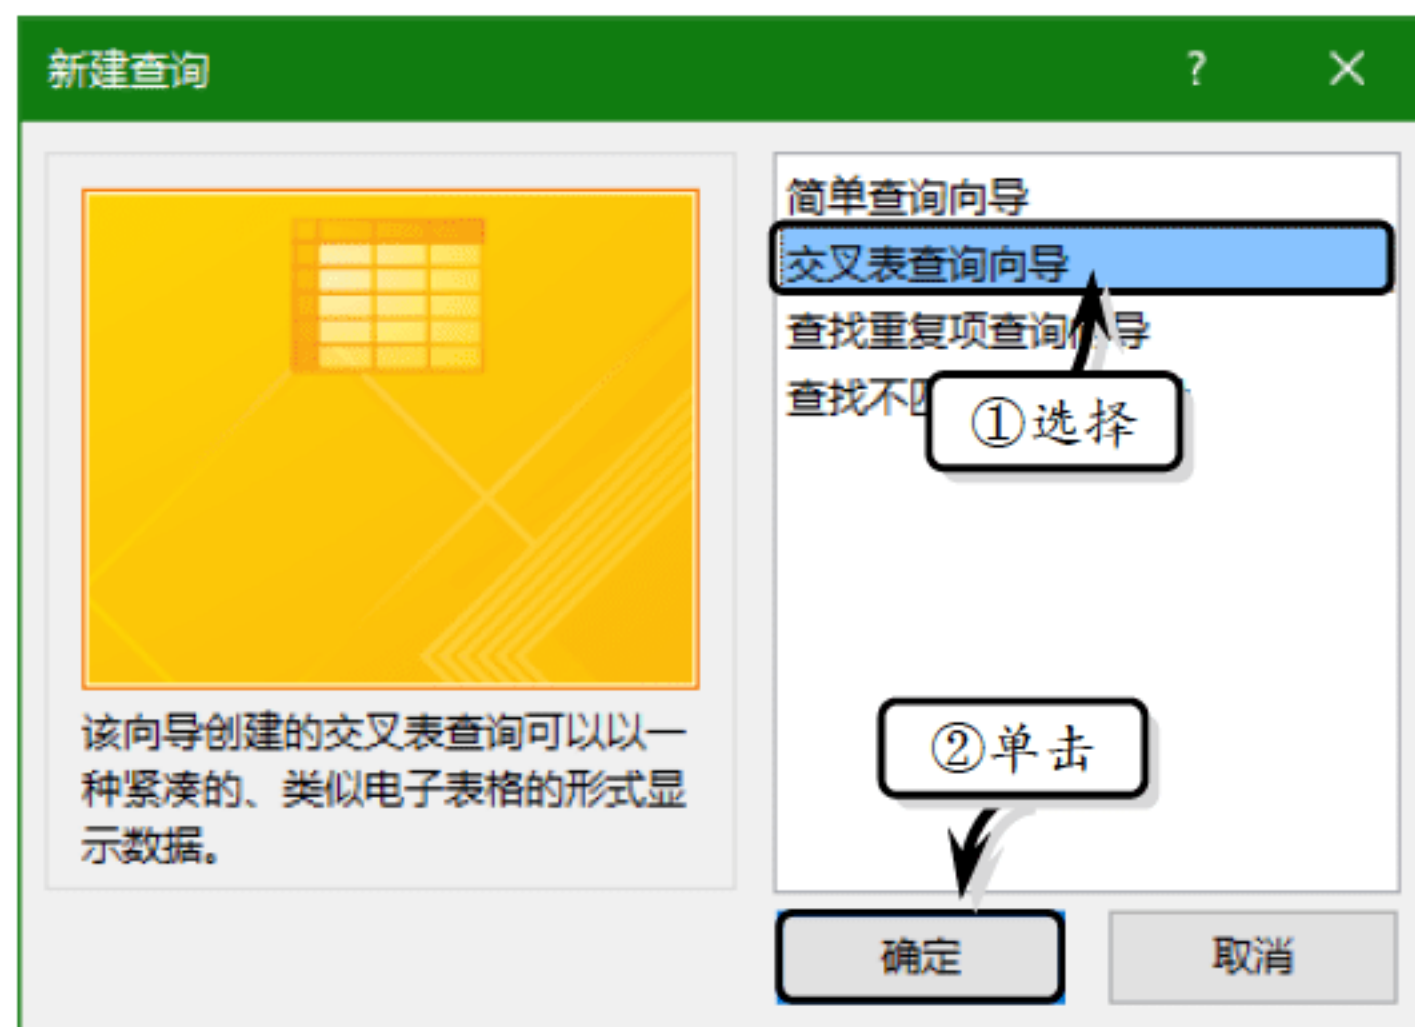 新建查询
简单查询向导
交叉表查询向导
查找重复项查询向导
查找不匹
①选择
该向导创建的交叉表查询可以以一
种紧凑的、类似电子表格的形式显
示数据。
②单击
确定
取消